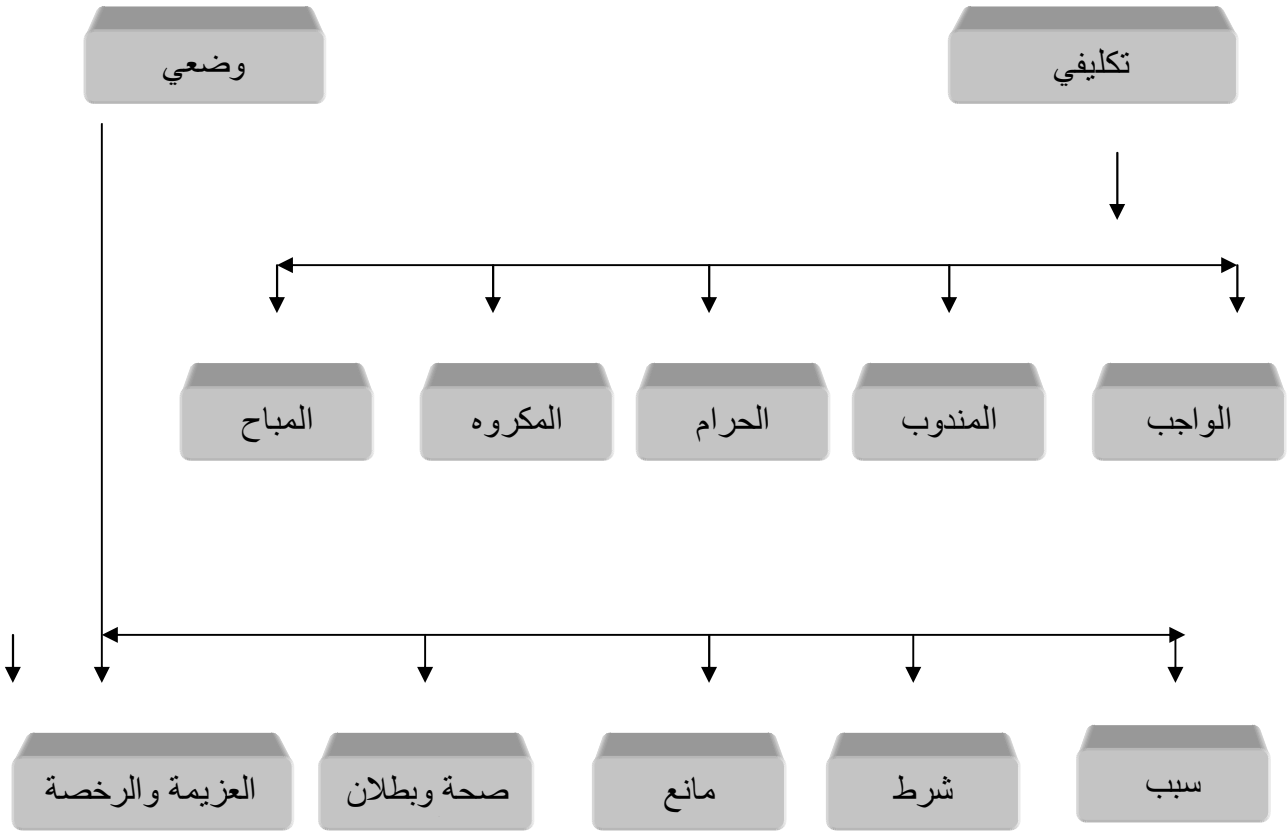 تكليفي
وضعي
الواجب
المندوب
الحرام
المكروه
المباح
سبب
شرط
مانع
صحة وبطلان
العزيمة والرخصة